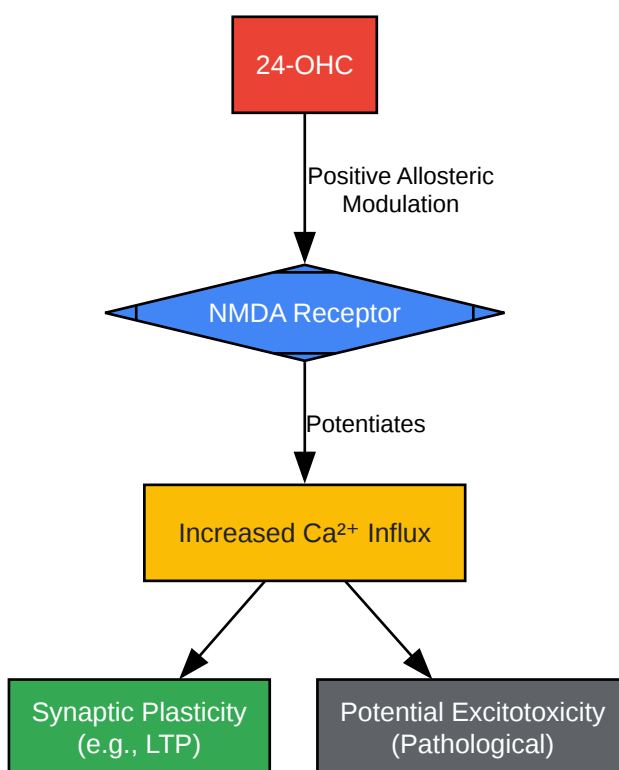 24-OHC
Positive Allosteric
Modulation
NMDA Receptor
Potentiates
Increased Ca²⁺ Influx
Synaptic Plasticity
(e.g., LTP)
Potential Excitotoxicity
(Pathological)